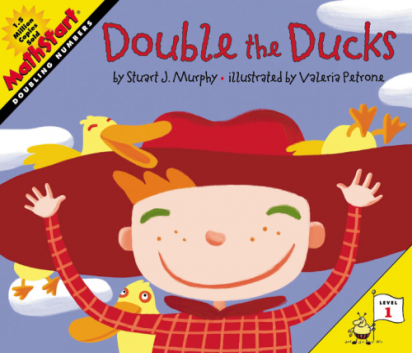 1.5
Million
Copies
Sold
MathStart
DOUBLING NUMBERS
Double the Ducks
by Stuart J. Murphy • illustrated by Valeria Petrone
LEVEL
1